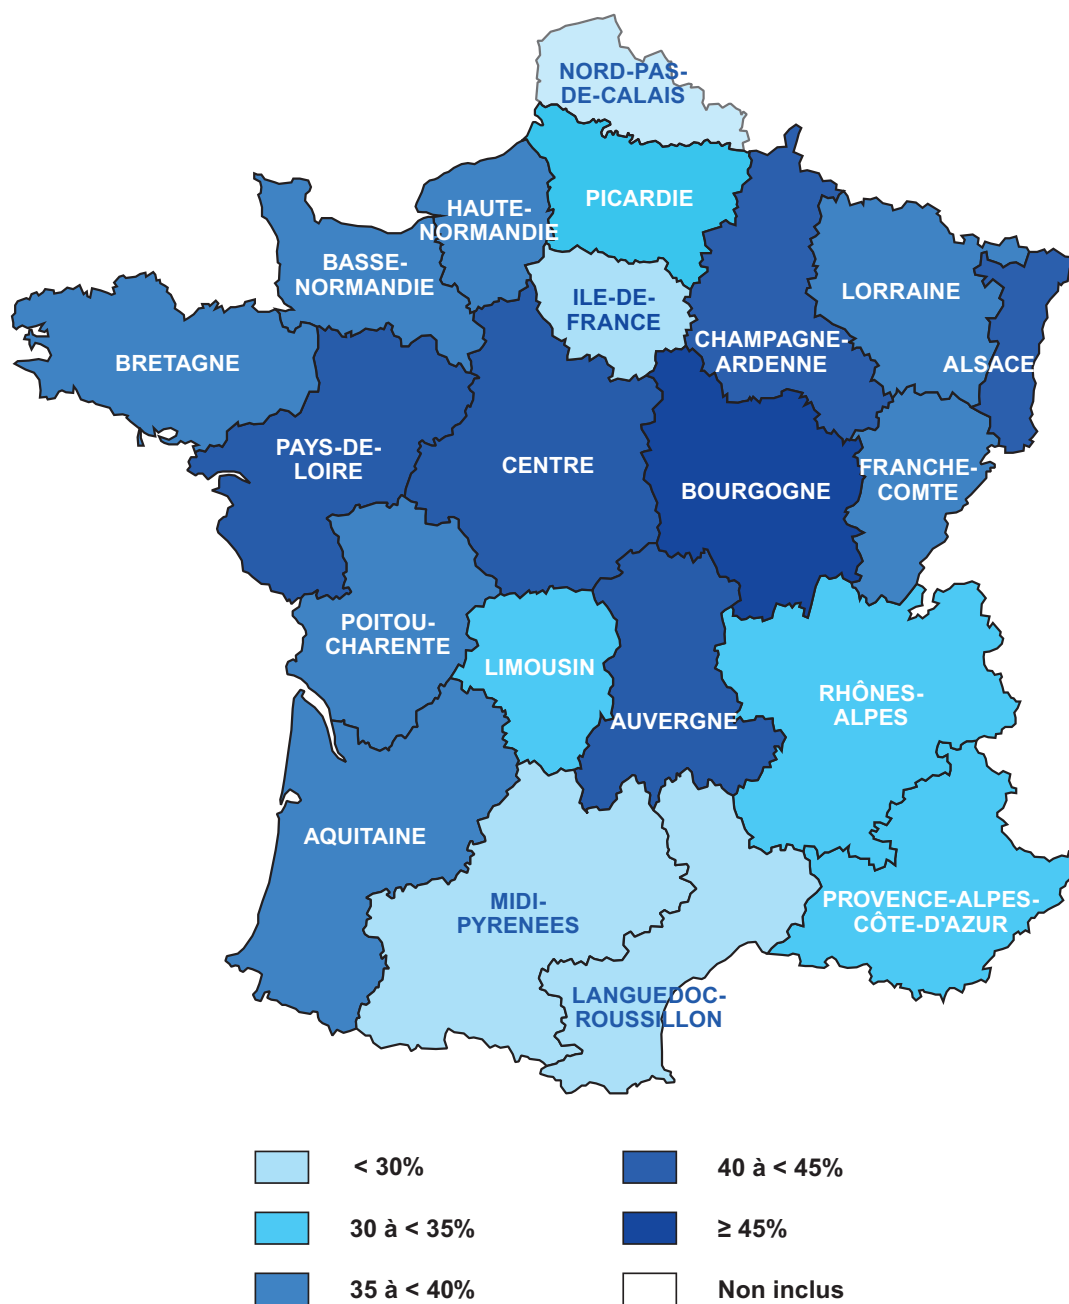 NORD-PAS-
DE-CALAIS
PICARDIE
HAUTE-
NORMANDIE
BASSE-
NORMANDIE
ILE-DE-
FRANCE
LORRAINE
CHAMPAGNE-
ARDENNE
ALSACE
BRETAGNE
PAYS-DE-
LOIRE
CENTRE
BOURGOGNE
FRANCHE-
COMTE
POITOU-
CHARENTE
LIMOUSIN
AUVERGNE
RHÔNES-
ALPES
AQUITAINE
MIDI-
PYRENEES
PROVENCE-ALPES-
CÔTE-D'AZUR
LANGUEDOC-
ROUSSILLON
< 30%
30 à < 35%
35 à < 40%
40 à < 45%
≥ 45%
Non inclus